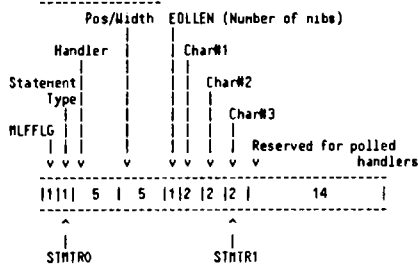 Pos/Width EOLLEN (Number of nibs)
Handler Char#1
Statement Char#2
Type Char#3
MLFFLG Reserved for polled
handlers
|1|1| 5 | 5 |1|2 |2 |2 | 14 |
STMTR0 STMTR1